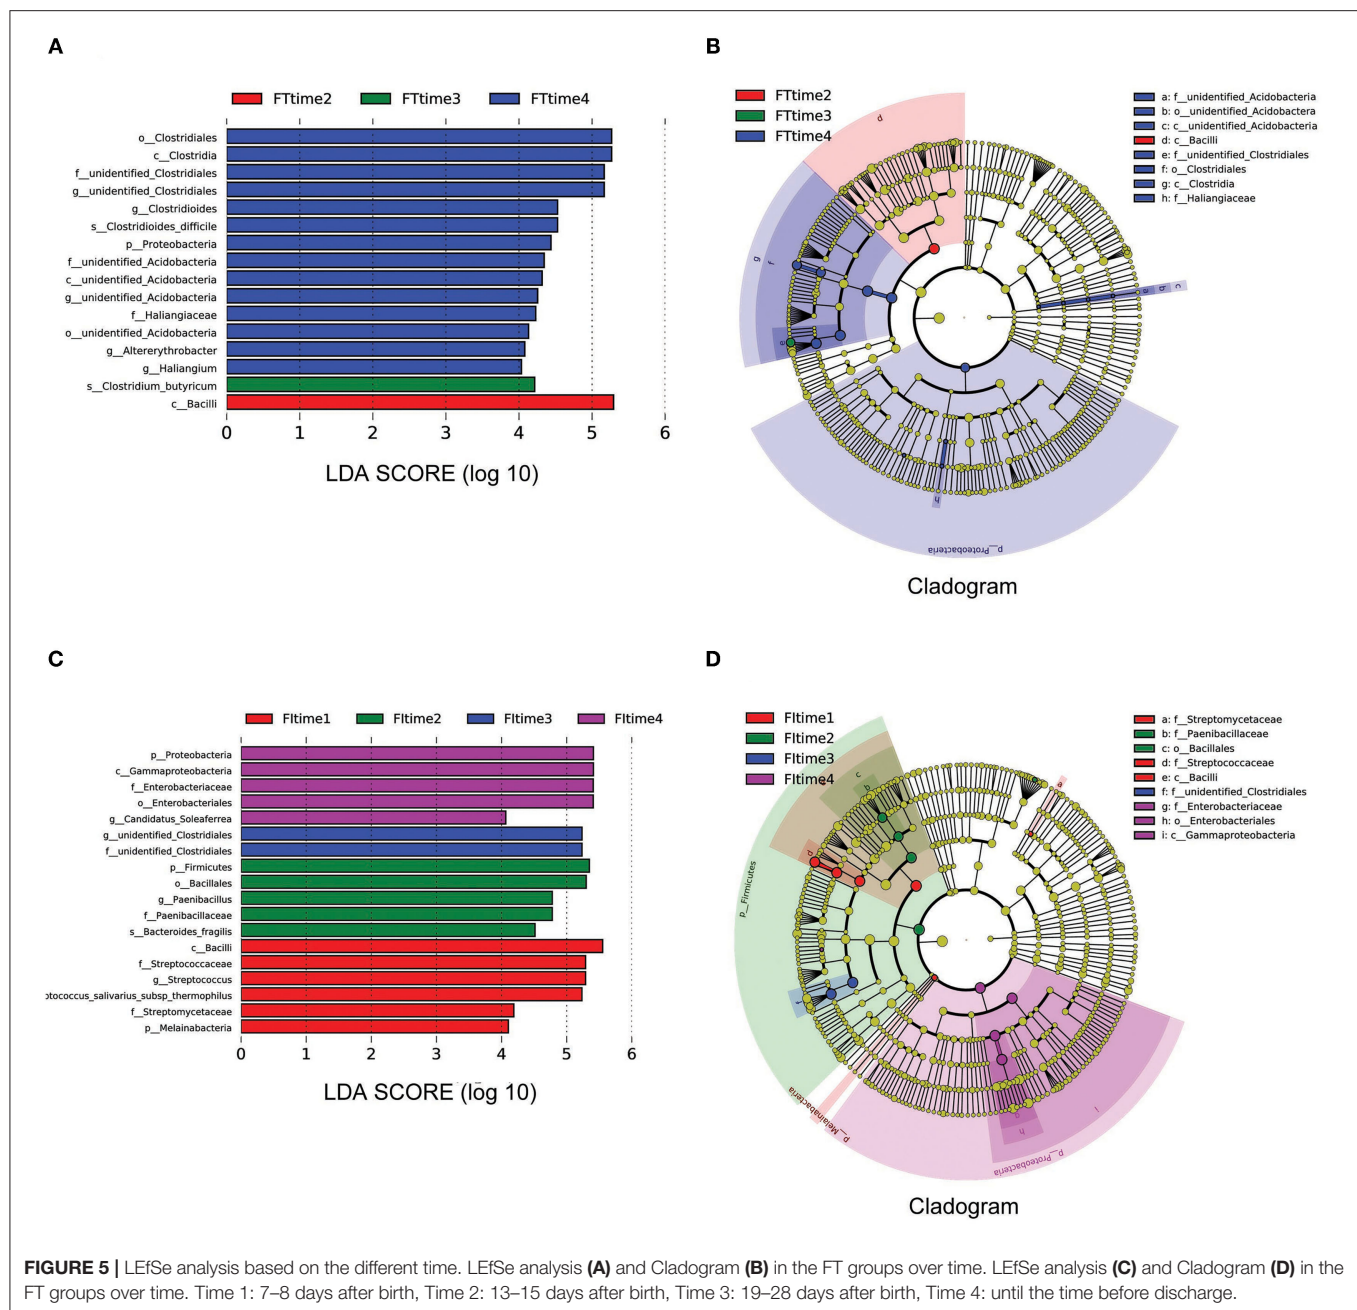 A
FTtime2 FTtime3 FTtime4
o__Clostridiales
c__Clostridia
f__unidentified_Clostridiales
g__unidentified_Clostridiales
g__Clostridioides
s__Clostridioides_difficile
p__Proteobacteria
f__unidentified_Acidobacteria
c__unidentified_Acidobacteria
g__unidentified_Acidobacteria
f__Haliangiaceae
o__unidentified_Acidobacteria
g__Altererythrobacter
g__Haliangium
s__Clostridium_butyricum
c__Bacilli
0 1 2 3 4 5 6
LDA SCORE (log 10)
B
FTtime2
FTtime3
FTtime4
a: f__unidentified_Acidobacteria
b: o__unidentified_Acidobactera
c: c__unidentified_Acidobacteria
d: c__Bacilli
e: f__unidentified_Clostridiales
f: o__Clostridiales
g: c__Clostridia
h: f__Haliangiaceae
d
g
f
e
a
b
c
h
p__Proteobacteria
Cladogram
C
FItime1 FItime2 FItime3 FItime4
p__Proteobacteria
c__Gammaproteobacteria
f__Enterobacteriaceae
o__Enterobacteriales
g__Candidatus_Soleaferrea
g__unidentified_Clostridiales
f__unidentified_Clostridiales
p__Firmicutes
o__Bacillales
g__Paenibacillus
f__Paenibacillaceae
s__Bacteroides_fragilis
c__Bacilli
f__Streptococcaceae
g__Streptococcus
tococcus_salivarius_subsp_thermophilus
f__Streptomycetaceae
p__Melainabacteria
0 1 2 3 4 5 6
LDA SCORE (log 10)
D
FItime1
FItime2
FItime3
FItime4
a: f__Streptomycetaceae
b: f__Paenibacillaceae
c: o__Bacillales
d: f__Streptococcaceae
e: c__Bacilli
f: f__unidentified_Clostridiales
g: f__Enterobacteriaceae
h: o__Enterobacteriales
i: c__Gammaproteobacteria
a
c
b
d
p__Firmicutes
f
p__Melainabacteria
g
h
i
p__Proteobacteria
Cladogram
FIGURE 5 | LEfSe analysis based on the different time. LEfSe analysis (A) and Cladogram (B) in the FT groups over time. LEfSe analysis (C) and Cladogram (D) in the
FT groups over time. Time 1: 7–8 days after birth, Time 2: 13–15 days after birth, Time 3: 19–28 days after birth, Time 4: until the time before discharge.